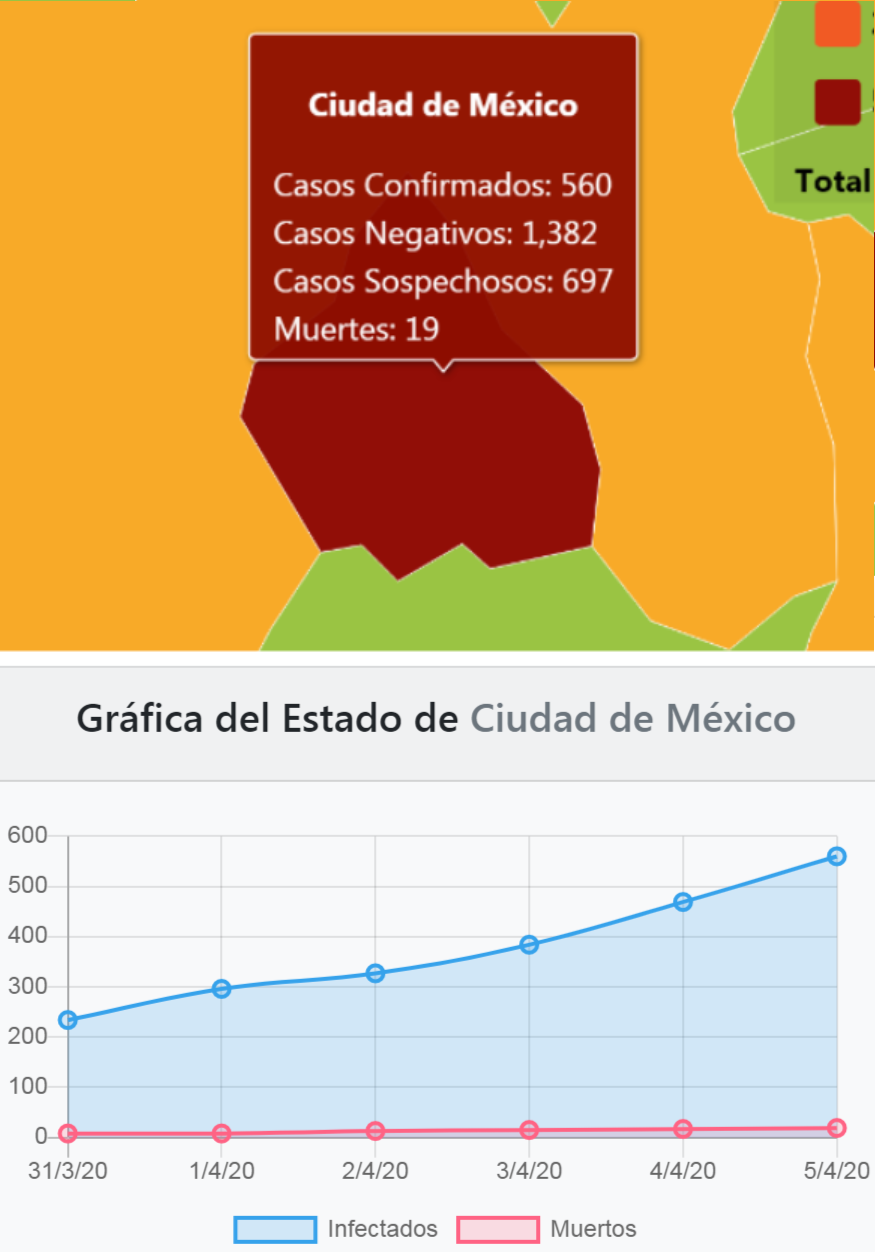 Ciudad de México
Casos Confirmados: 560
Casos Negativos: 1,382
Casos Sospechosos: 697
Muertes: 19
Total
Gráfica del Estado de Ciudad de México
600
500
400
300
200
100
0
31/3/20 1/4/20 2/4/20 3/4/20 4/4/20 5/4/20
Infectados Muertos